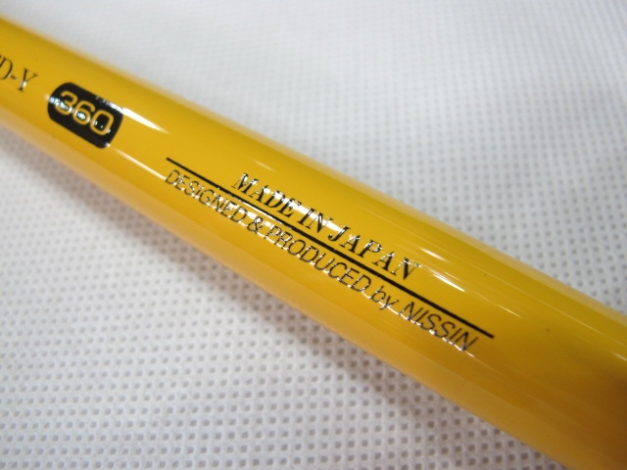 D-Y 360
MADE IN JAPAN
DESIGNED & PRODUCED by NISSIN